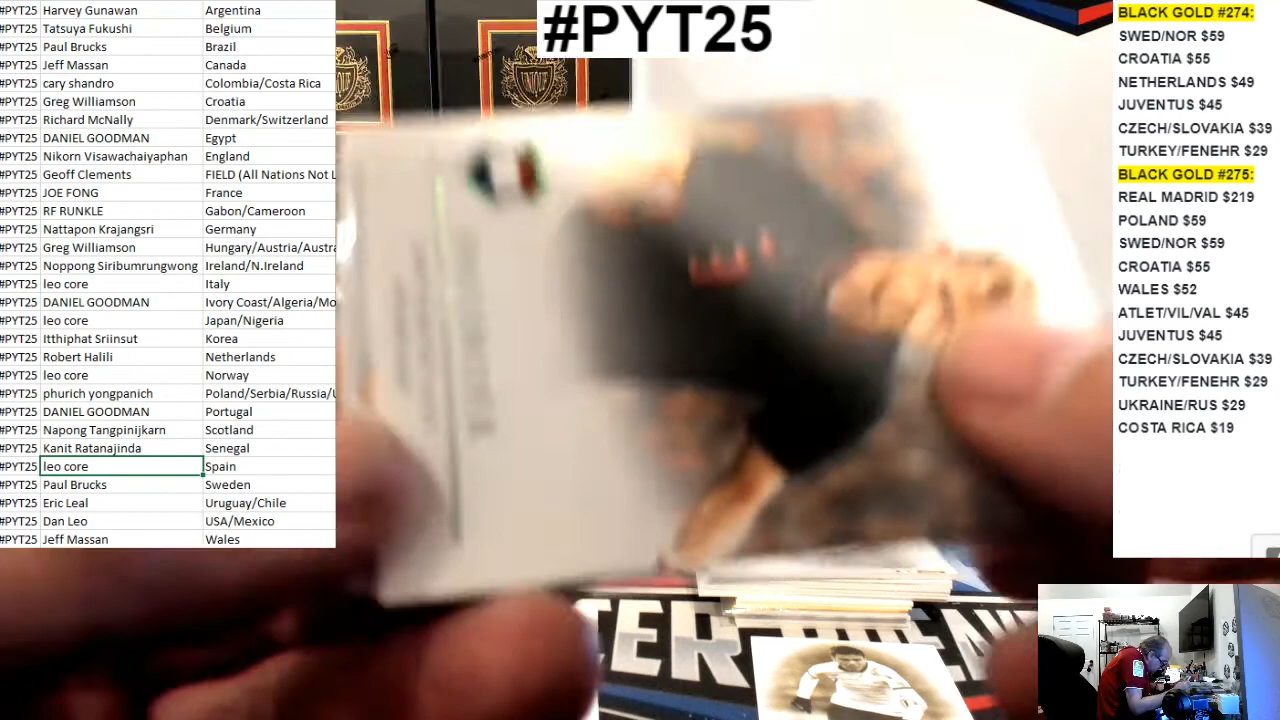 #PYT25 Harvey Gunawan Argentina
#PYT25 Tatsuya Fukushi Belgium
#PYT25 Paul Brucks Brazil
#PYT25 Jeff Massan Canada
#PYT25 cary shandro Colombia/Costa Rica
#PYT25 Greg Williamson Croatia
#PYT25 Richard McNally Denmark/Switzerland
#PYT25 DANIEL GOODMAN Egypt
#PYT25 Nikorn Visawachaiyaphan England
#PYT25 Geoff Clements FIELD (All Nations Not L
#PYT25 JOE FONG France
#PYT25 RF RUNKLE Gabon/Cameroon
#PYT25 Nattapon Krajangsri Germany
#PYT25 Greg Williamson Hungary/Austria/Austra
#PYT25 Noppong Siribumrungwong Ireland/N.Ireland
#PYT25 leo core Italy
#PYT25 DANIEL GOODMAN Ivory Coast/Algeria/Mo
#PYT25 leo core Japan/Nigeria
#PYT25 Itthiphat Sriinsut Korea
#PYT25 Robert Halili Netherlands
#PYT25 leo core Norway
#PYT25 phurich yongpanich Poland/Serbia/Russia/U
#PYT25 DANIEL GOODMAN Portugal
#PYT25 Napong Tangpinijkarn Scotland
#PYT25 Kanit Ratanajinda Senegal
#PYT25 leo core Spain
#PYT25 Paul Brucks Sweden
#PYT25 Eric Leal Uruguay/Chile
#PYT25 Dan Leo USA/Mexico
#PYT25 Jeff Massan Wales
#PYT25
BLACK GOLD #274:
SWED/NOR $59
CROATIA $55
NETHERLANDS $49
JUVENTUS $45
CZECH/SLOVAKIA $39
TURKEY/FENEHR $29
BLACK GOLD #275:
REAL MADRID $219
POLAND $59
SWED/NOR $59
CROATIA $55
WALES $52
ATLET/VIL/VAL $45
JUVENTUS $45
CZECH/SLOVAKIA $39
TURKEY/FENEHR $29
UKRAINE/RUS $29
COSTA RICA $19